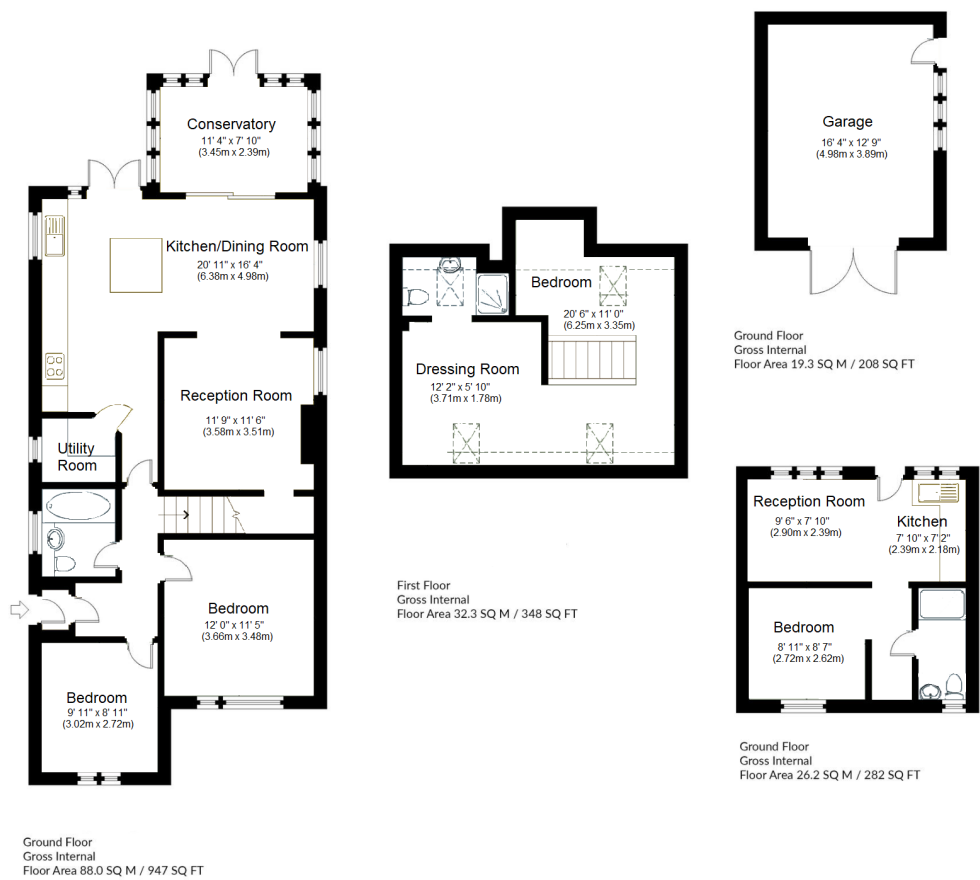 Conservatory
11' 4" x 7' 10"
(3.45m x 2.39m)
Kitchen/Dining Room
20' 11" x 16' 4"
(6.38m x 4.98m)
Reception Room
11' 9" x 11' 6"
(3.58m x 3.51m)
Utility
Room
Bedroom
12' 0" x 11' 5"
(3.66m x 3.48m)
Bedroom
9' 11" x 8' 11"
(3.02m x 2.72m)
Ground Floor
Gross Internal
Floor Area 88.0 SQ M / 947 SQ FT
Bedroom
20' 6" x 11' 0"
(6.25m x 3.35m)
Dressing Room
12' 2" x 5' 10"
(3.71m x 1.78m)
First Floor
Gross Internal
Floor Area 32.3 SQ M / 348 SQ FT
Garage
16' 4" x 12' 9"
(4.98m x 3.89m)
Ground Floor
Gross Internal
Floor Area 19.3 SQ M / 208 SQ FT
Reception Room
9' 6" x 7' 10"
(2.90m x 2.39m)
Kitchen
7' 10" x 7' 2"
(2.39m x 2.18m)
Bedroom
8' 11" x 8' 7"
(2.72m x 2.62m)
Ground Floor
Gross Internal
Floor Area 26.2 SQ M / 282 SQ FT